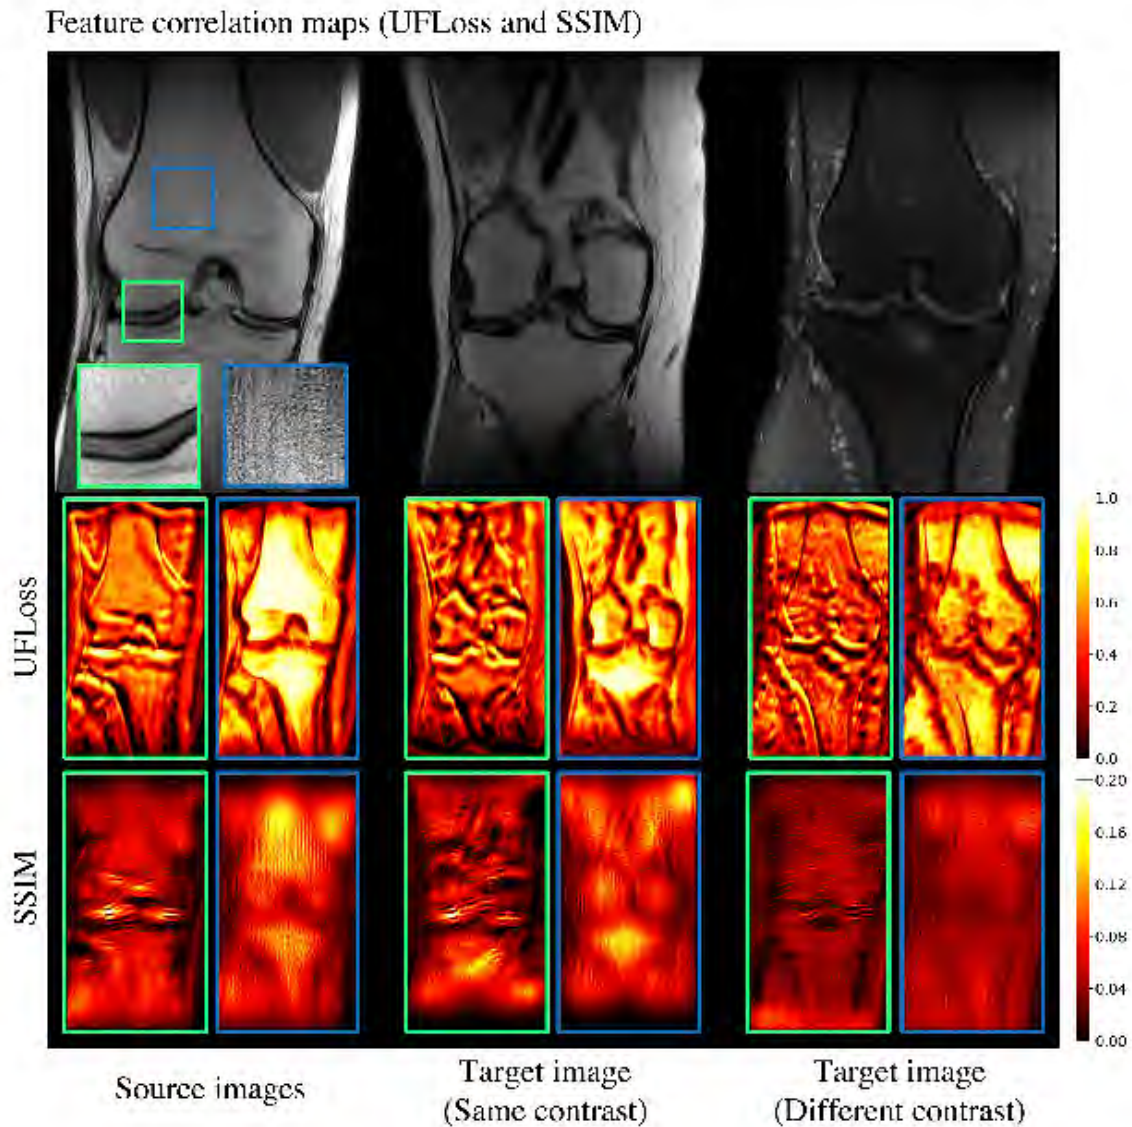 Feature correlation maps (UFLoss and SSIM)
UFLoss
1.0
0.8
0.6
0.4
0.2
0.0
SSIM
0.20
0.16
0.12
0.08
0.04
0.00
Source images
Target image
(Same contrast)
Target image
(Different contrast)